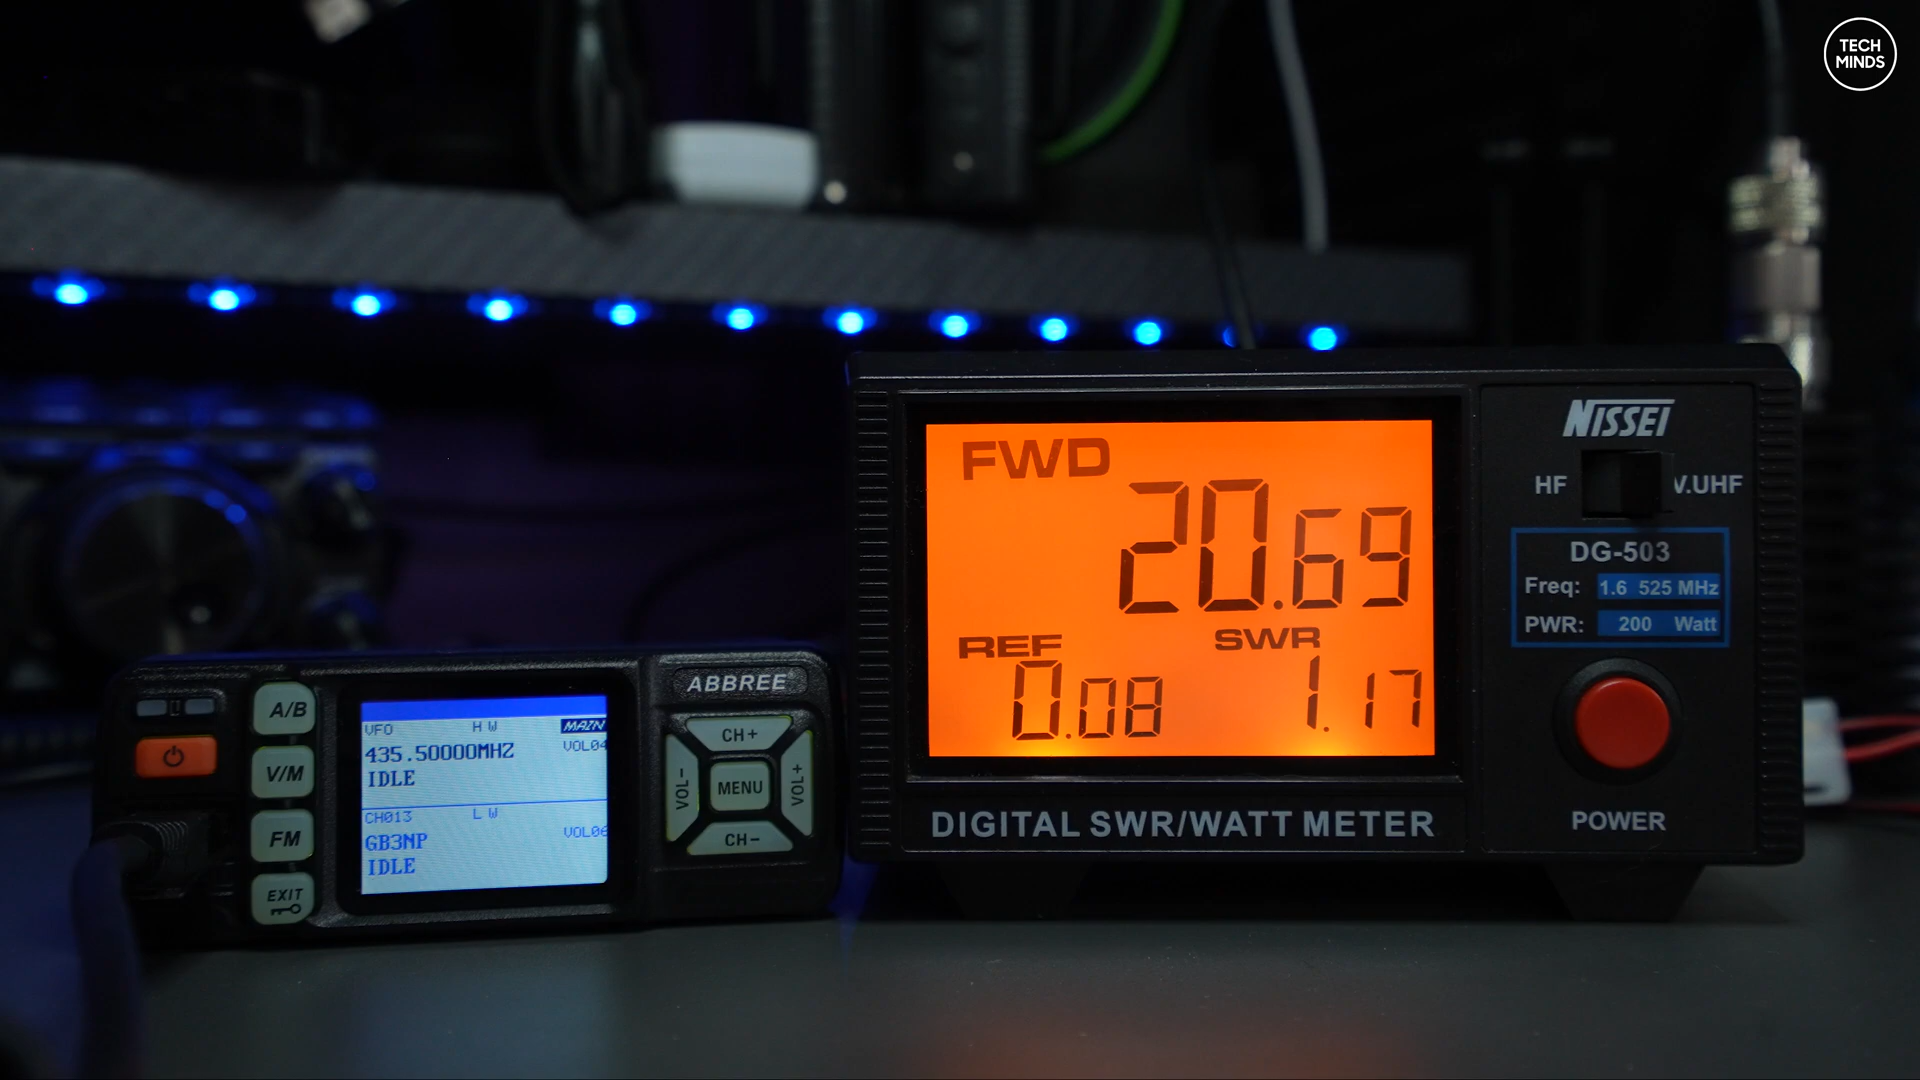 TECH
MINDS
ABBREE
A/B
V/M
FM
EXIT
VFO H W MAIN
435.50000MHZ VOL04
IDLE
CH013 L W
GB3NP VOL06
IDLE
CH+
VOL-
MENU
VOL+
CH-
FWD
20.69
REF SWR
0.08 1.17
DIGITAL SWR/WATT METER
NISSEI
HF V.UHF
DG-503
Freq: 1.6 525 MHz
PWR: 200 Watt
POWER